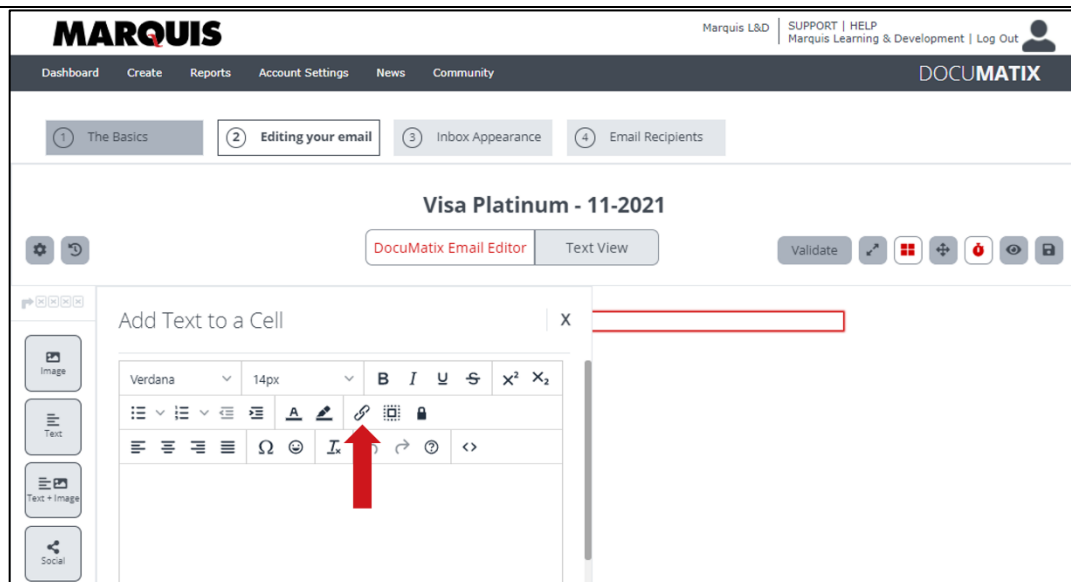 MARQUIS
Marquis L&D
SUPPORT | HELP
Marquis Learning & Development | Log Out
Dashboard Create Reports Account Settings News Community
DOCUMATIX
1 The Basics
2 Editing your email
3 Inbox Appearance
4 Email Recipients
Visa Platinum - 11-2021
DocuMatix Email Editor Text View
Validate
Add Text to a Cell X
Image
Text
Text + Image
Social
Verdana 14px B I U S X² X₂
A
Ω Ix <>